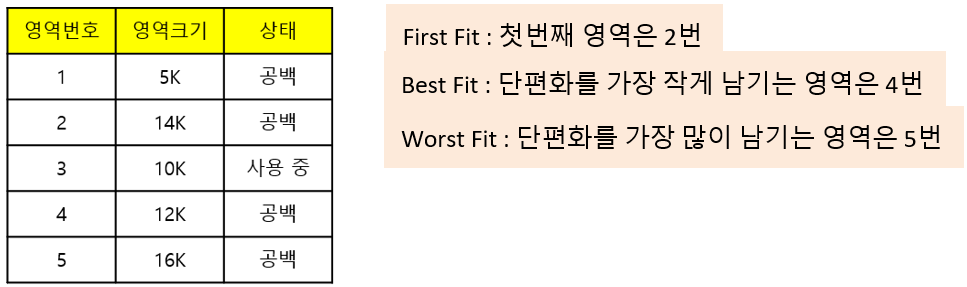 영역번호 영역크기 상태
1 5K 공백
2 14K 공백
3 10K 사용 중
4 12K 공백
5 16K 공백
First Fit : 첫번째 영역은 2번
Best Fit : 단편화를 가장 작게 남기는 영역은 4번
Worst Fit : 단편화를 가장 많이 남기는 영역은 5번